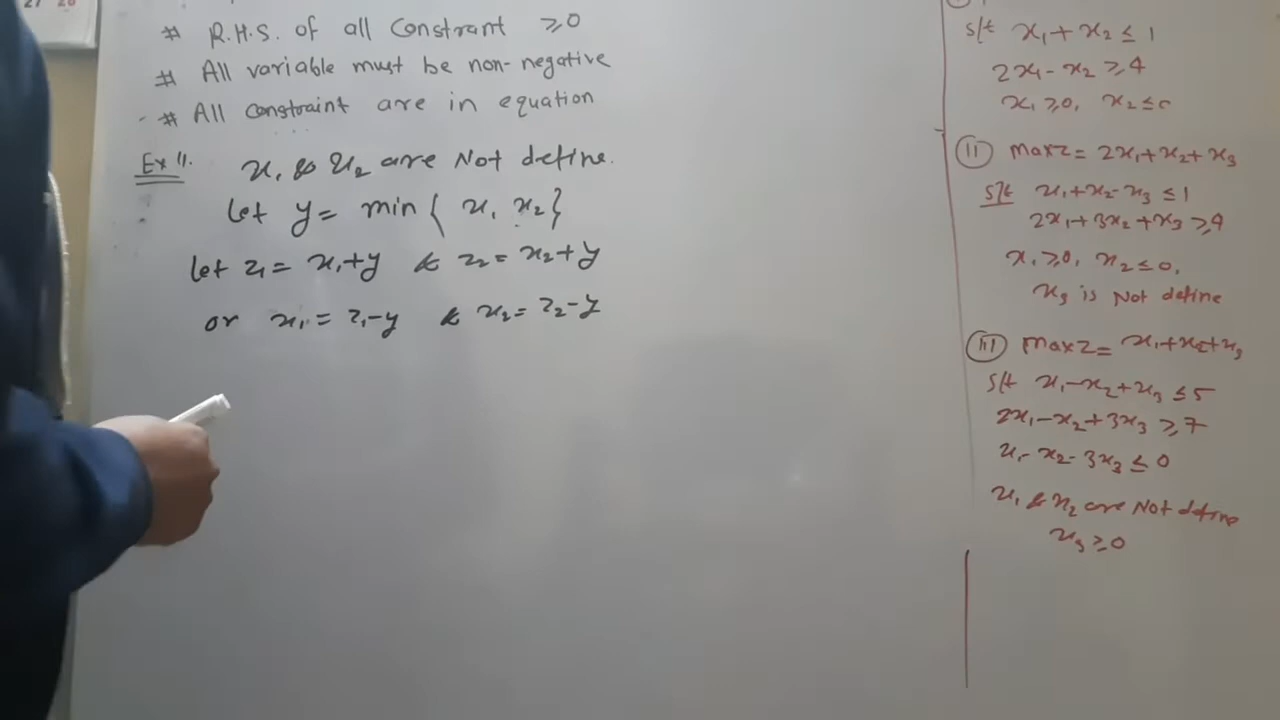 27 28
# R.H.S. of all Constrant ≥0
# All variable must be non-negative
# All constraint are in equation
Ex 11. x₁ & x₂ are Not define.
Let y = min { x₁ x₂}
Let z₁ = x₁+y & z₂ = x₂+y
or x₁ = z₁-y & x₂ = z₂-y
s/t x₁+x₂ ≤ 1
2x₁-x₂ ≥ 4
x₁ ≥0, x₂ ≤0
(II) max z = 2x₁+x₂+x₃
s/t x₁+x₂-x₃ ≤ 1
2x₁+3x₂+x₃ ≥ 4
x₁ ≥0, x₂ ≤0,
x₃ is Not define
(III) max z = x₁+x₂+x₃
s/t x₁-x₂+x₃ ≤5
2x₁-x₂+3x₃ ≥ 7
x₁-x₂-3x₃ ≤ 0
x₁ & x₂ are Not define
x₃ ≥0